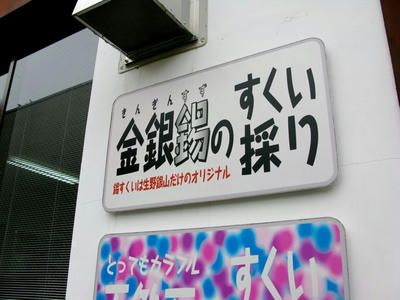 きんぎんすず
金銀錫のすくい採り
錫すくいは生野銀山だけのオリジナル
とってもカラフル
すくい